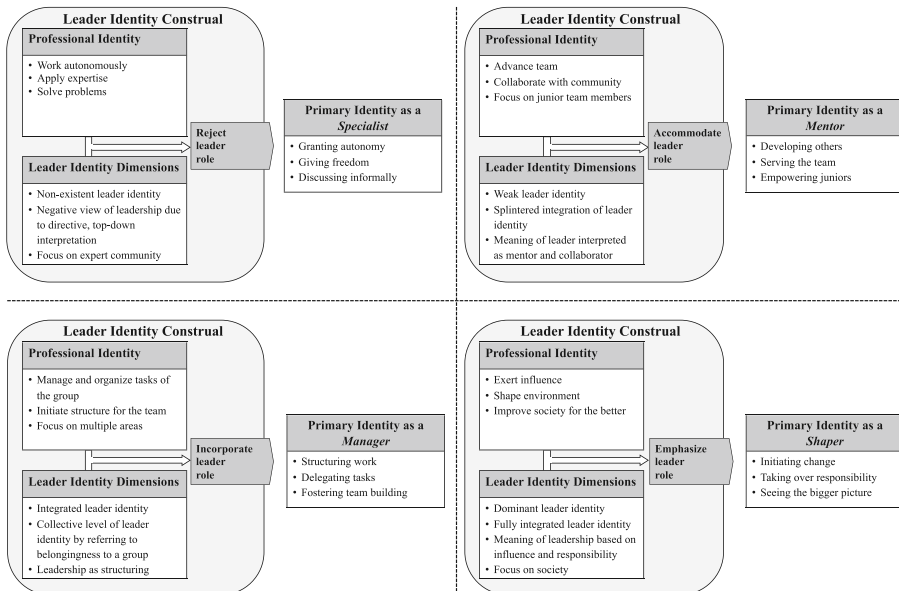 Leader Identity Construal
Professional Identity
• Work autonomously
• Apply expertise
• Solve problems
Reject
leader
role
Leader Identity Dimensions
• Non-existent leader identity
• Negative view of leadership due
to directive, top-down
interpretation
• Focus on expert community
Primary Identity as a
Specialist
• Granting autonomy
• Giving freedom
• Discussing informally
Leader Identity Construal
Professional Identity
• Advance team
• Collaborate with community
• Focus on junior team members
Accommodate
leader
role
Leader Identity Dimensions
• Weak leader identity
• Splintered integration of leader
identity
• Meaning of leader interpreted
as mentor and collaborator
Primary Identity as a
Mentor
• Developing others
• Serving the team
• Empowering juniors
Leader Identity Construal
Professional Identity
• Manage and organize tasks of
the group
• Initiate structure for the team
• Focus on multiple areas
Incorporate
leader
role
Leader Identity Dimensions
• Integrated leader identity
• Collective level of leader
identity by referring to
belongingness to a group
• Leadership as structuring
Primary Identity as a
Manager
• Structuring work
• Delegating tasks
• Fostering team building
Leader Identity Construal
Professional Identity
• Exert influence
• Shape environment
• Improve society for the better
Emphasize
leader
role
Leader Identity Dimensions
• Dominant leader identity
• Fully integrated leader identity
• Meaning of leadership based on
influence and responsibility
• Focus on society
Primary Identity as a
Shaper
• Initiating change
• Taking over responsibility
• Seeing the bigger picture